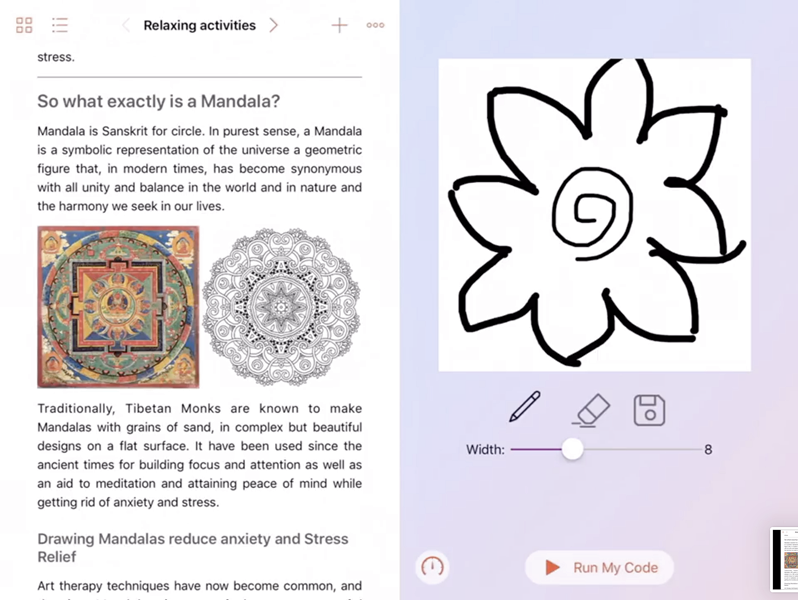 Relaxing activities
stress.
So what exactly is a Mandala?
Mandala is Sanskrit for circle. In purest sense, a Mandala
is a symbolic representation of the universe a geometric
figure that, in modern times, has become synonymous
with all unity and balance in the world and in nature and
the harmony we seek in our lives.
Traditionally, Tibetan Monks are known to make
Mandalas with grains of sand, in complex but beautiful
designs on a flat surface. It have been used since the
ancient times for building focus and attention as well as
an aid to meditation and attaining peace of mind while
getting rid of anxiety and stress.
Drawing Mandalas reduce anxiety and Stress
Relief
Art therapy techniques have now become common, and
Width: 8
Run My Code